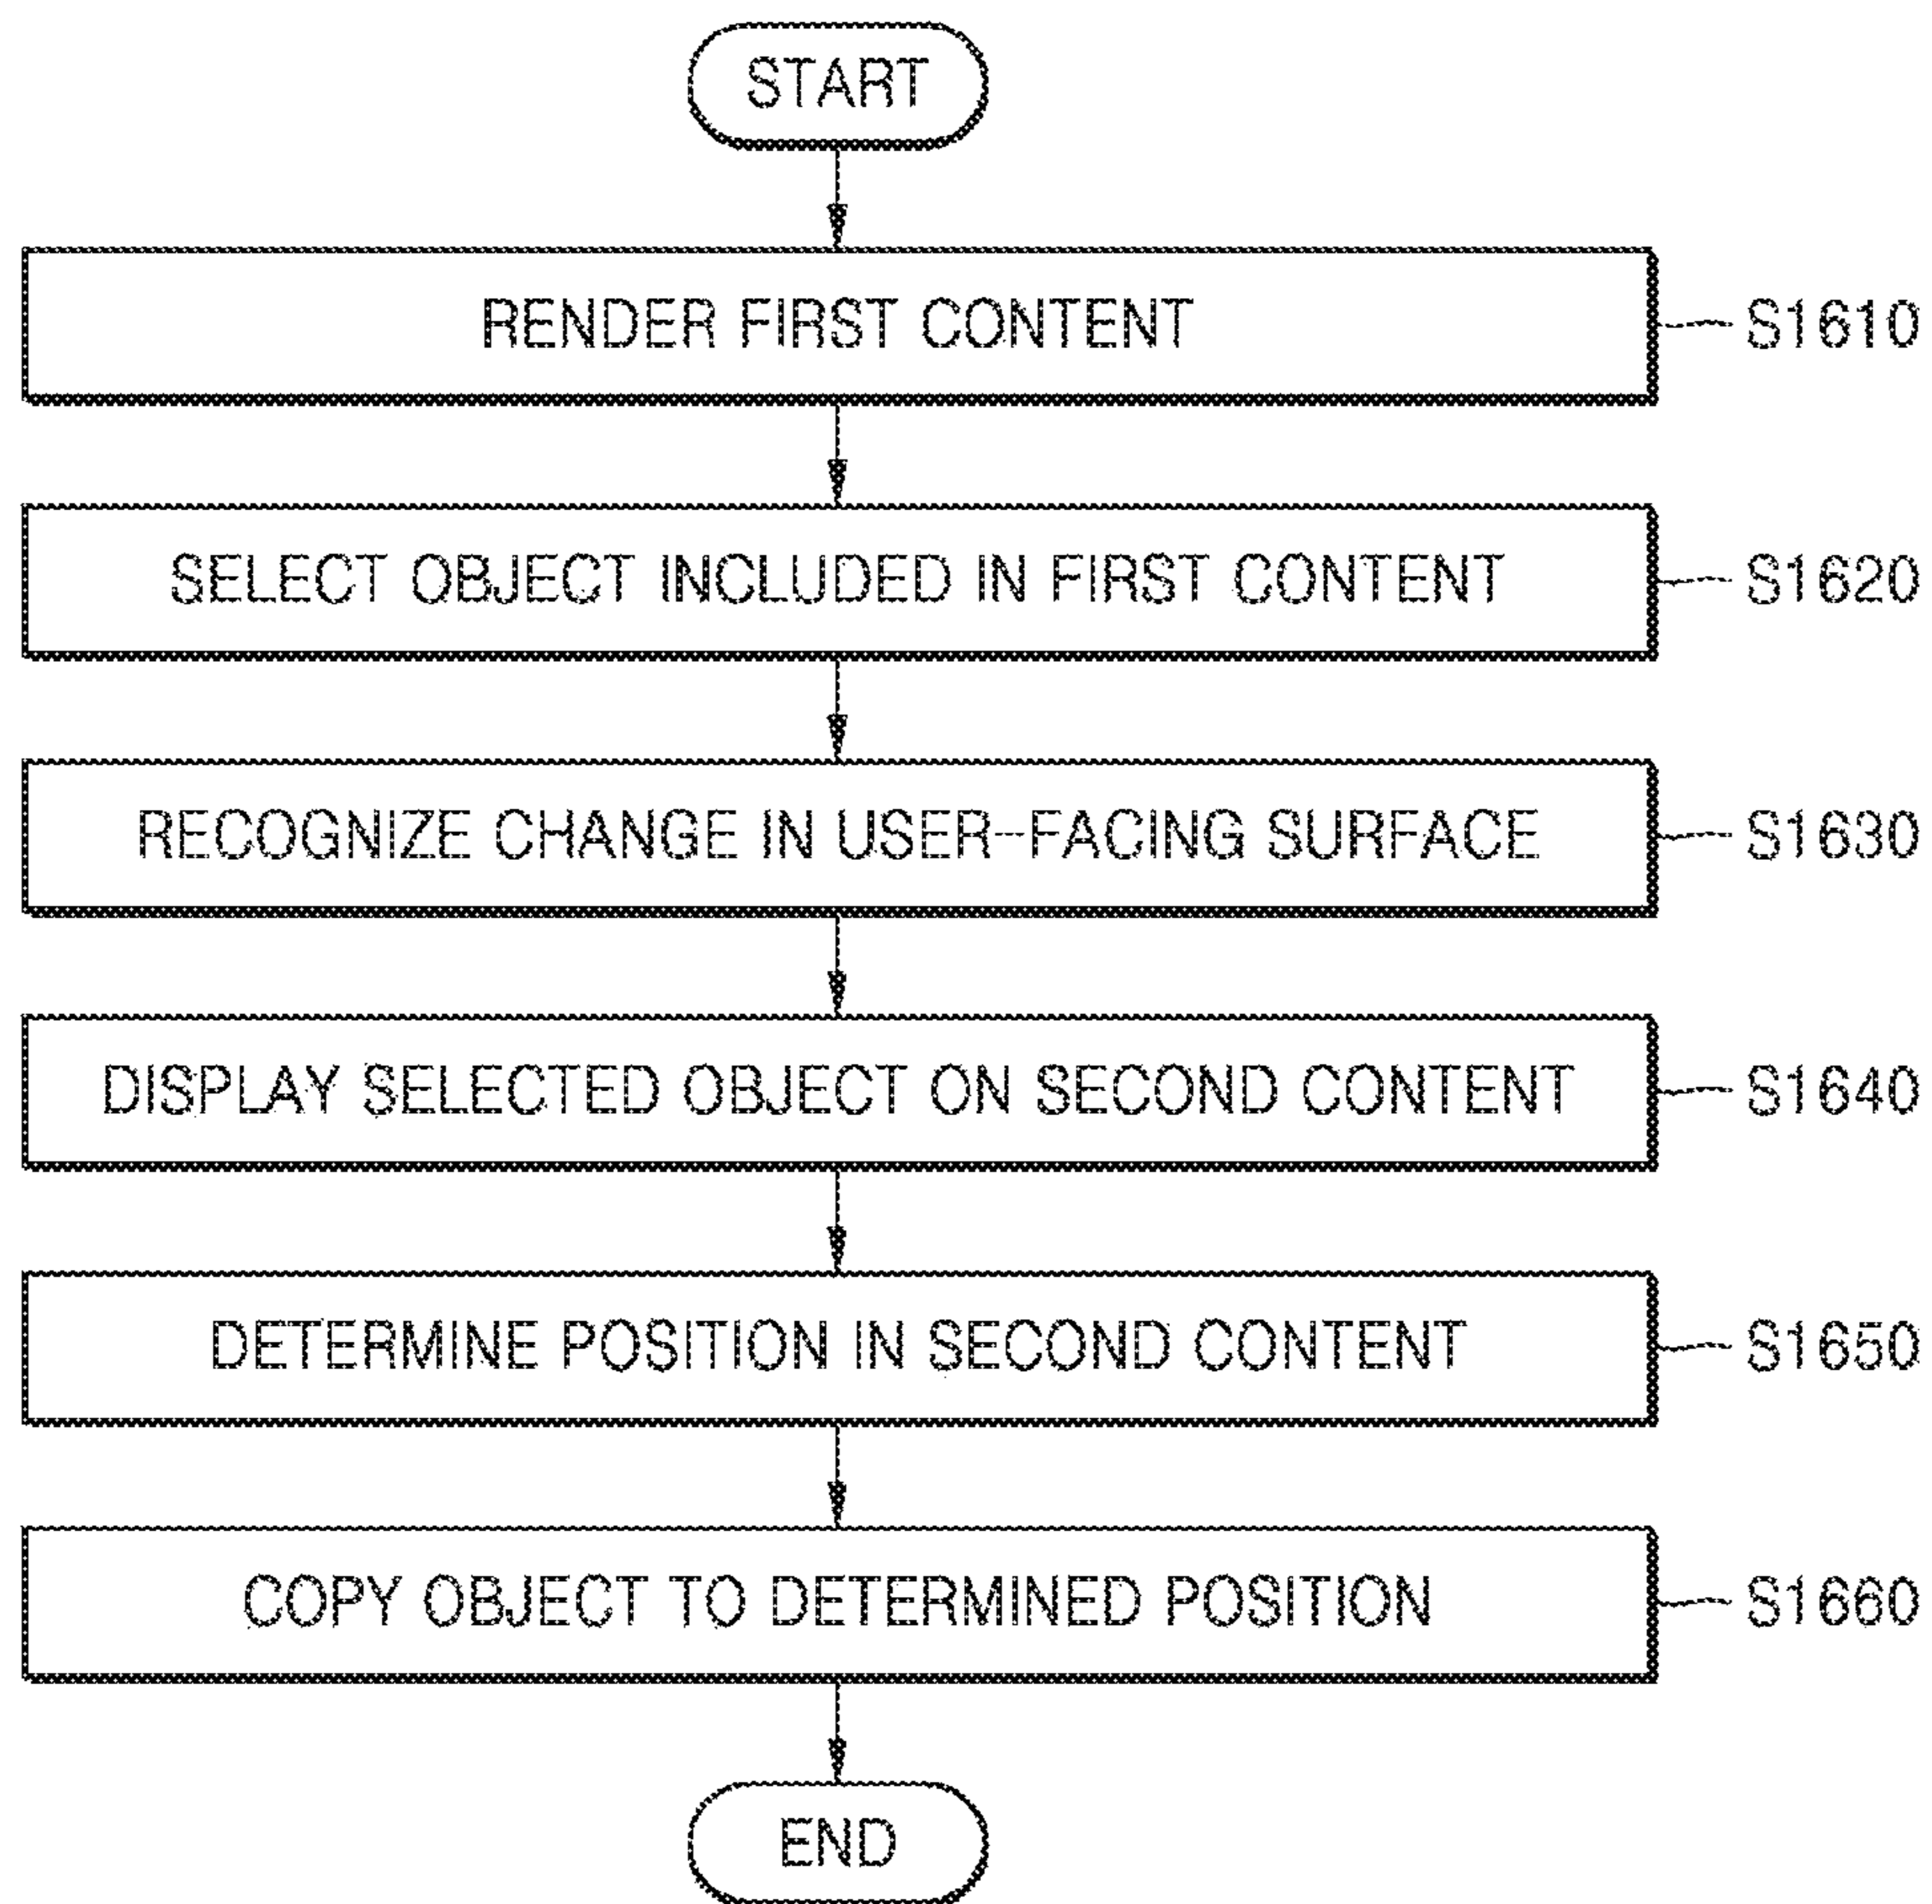 START
RENDER FIRST CONTENT
S1610
SELECT OBJECT INCLUDED IN FIRST CONTENT
S1620
RECOGNIZE CHANGE IN USER-FACING SURFACE
S1630
DISPLAY SELECTED OBJECT ON SECOND CONTENT
S1640
DETERMINE POSITION IN SECOND CONTENT
S1650
COPY OBJECT TO DETERMINED POSITION
S1660
END